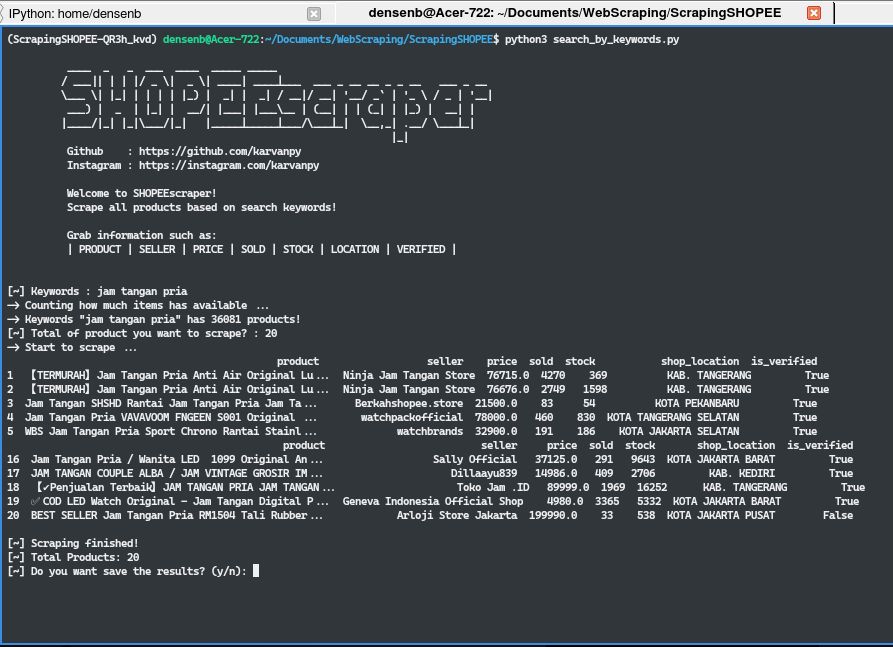 IPython: home/densenb
densenb@Acer-722: ~/Documents/WebScraping/ScrapingSHOPEE
(ScrapingSHOPEE-QR3h_kvd) densenb@Acer-722:~/Documents/WebScraping/ScrapingSHOPEE$ python3 search_by_keywords.py
SHOPEEscraper
Github : https://github.com/karvanpy
Instagram : https://instagram.com/karvanpy
Welcome to SHOPEEscraper!
Scrape all products based on search keywords!
Grab information such as:
| PRODUCT | SELLER | PRICE | SOLD | STOCK | LOCATION | VERIFIED |
[~] Keywords : jam tangan pria
—> Counting how much items has available ...
—> Keywords "jam tangan pria" has 36081 products!
[~] Total of product you want to scrape? : 20
—> Start to scrape ...
product seller price sold stock shop_location is_verified
1 【TERMURAH】Jam Tangan Pria Anti Air Original Lu... Ninja Jam Tangan Store 76715.0 4270 369 KAB. TANGERANG True
2 【TERMURAH】Jam Tangan Pria Anti Air Original Lu... Ninja Jam Tangan Store 76676.0 2749 1598 KAB. TANGERANG True
3 Jam Tangan SHSHD Rantai Jam Tangan Pria Jam Ta... Berkahshopee.store 21500.0 83 54 KOTA PEKANBARU True
4 Jam Tangan Pria VAVAVOOM FNGEEN S001 Original ... watchpackofficial 78000.0 460 830 KOTA TANGERANG SELATAN True
5 WBS Jam Tangan Pria Sport Chrono Rantai Stainl... watchbrands 32900.0 191 186 KOTA JAKARTA SELATAN True
product seller price sold stock shop_location is_verified
16 Jam Tangan Pria / Wanita LED 1099 Original An... Sally Official 37125.0 291 9643 KOTA JAKARTA BARAT True
17 JAM TANGAN COUPLE ALBA / JAM VINTAGE GROSIR IM... Dillaayu839 14986.0 409 2706 KAB. KEDIRI True
18 【✔Penjualan Terbaik】JAM TANGAN PRIA JAM TANGAN... Toko Jam .ID 89999.0 1969 16252 KAB. TANGERANG True
19 ✅COD LED Watch Original - Jam Tangan Digital P... Geneva Indonesia Official Shop 4980.0 3365 5332 KOTA JAKARTA BARAT True
20 BEST SELLER Jam Tangan Pria RM1504 Tali Rubber... Arloji Store Jakarta 199990.0 33 538 KOTA JAKARTA PUSAT False
[~] Scraping finished!
[~] Total Products: 20
[~] Do you want save the results? (y/n):